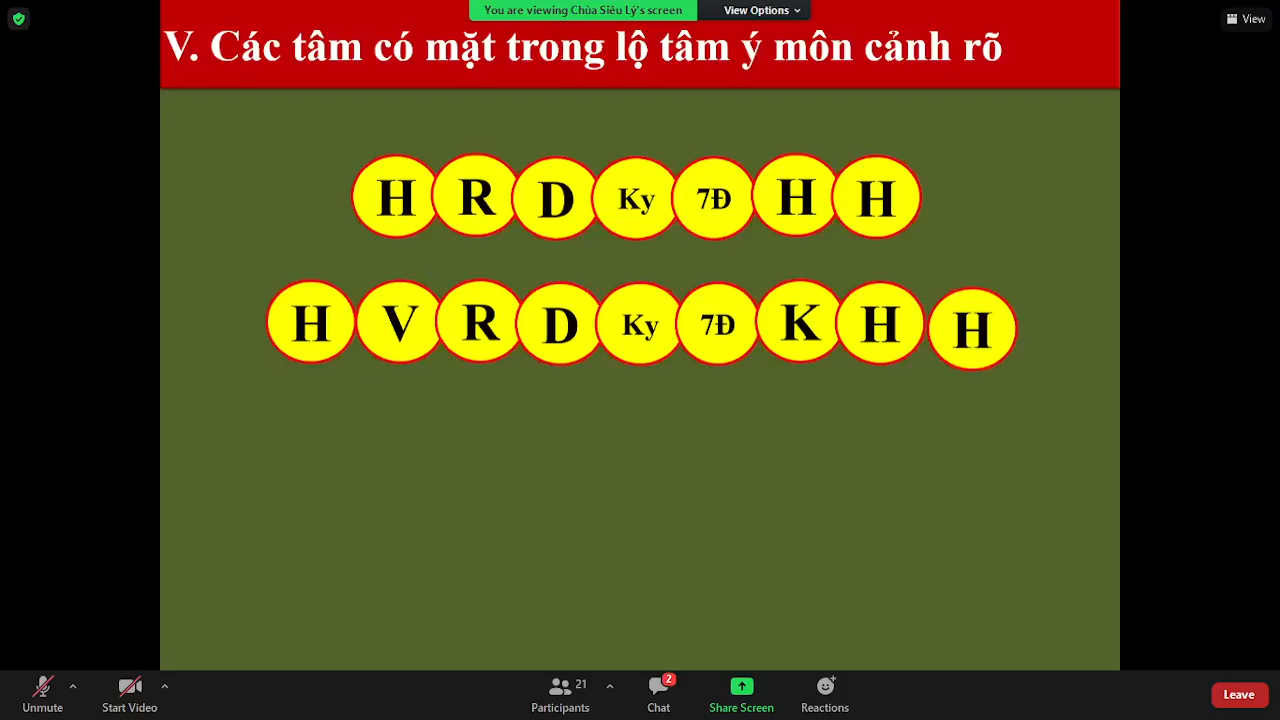 You are viewing Chùa Siêu Lý's screen
View Options
View
V. Các tâm có mặt trong lộ tâm ý môn cảnh rõ
H R D Ky 7Đ H H
H V R D Ky 7Đ K H H
21
2
Unmute
Start Video
Participants
Chat
Share Screen
Reactions
Leave